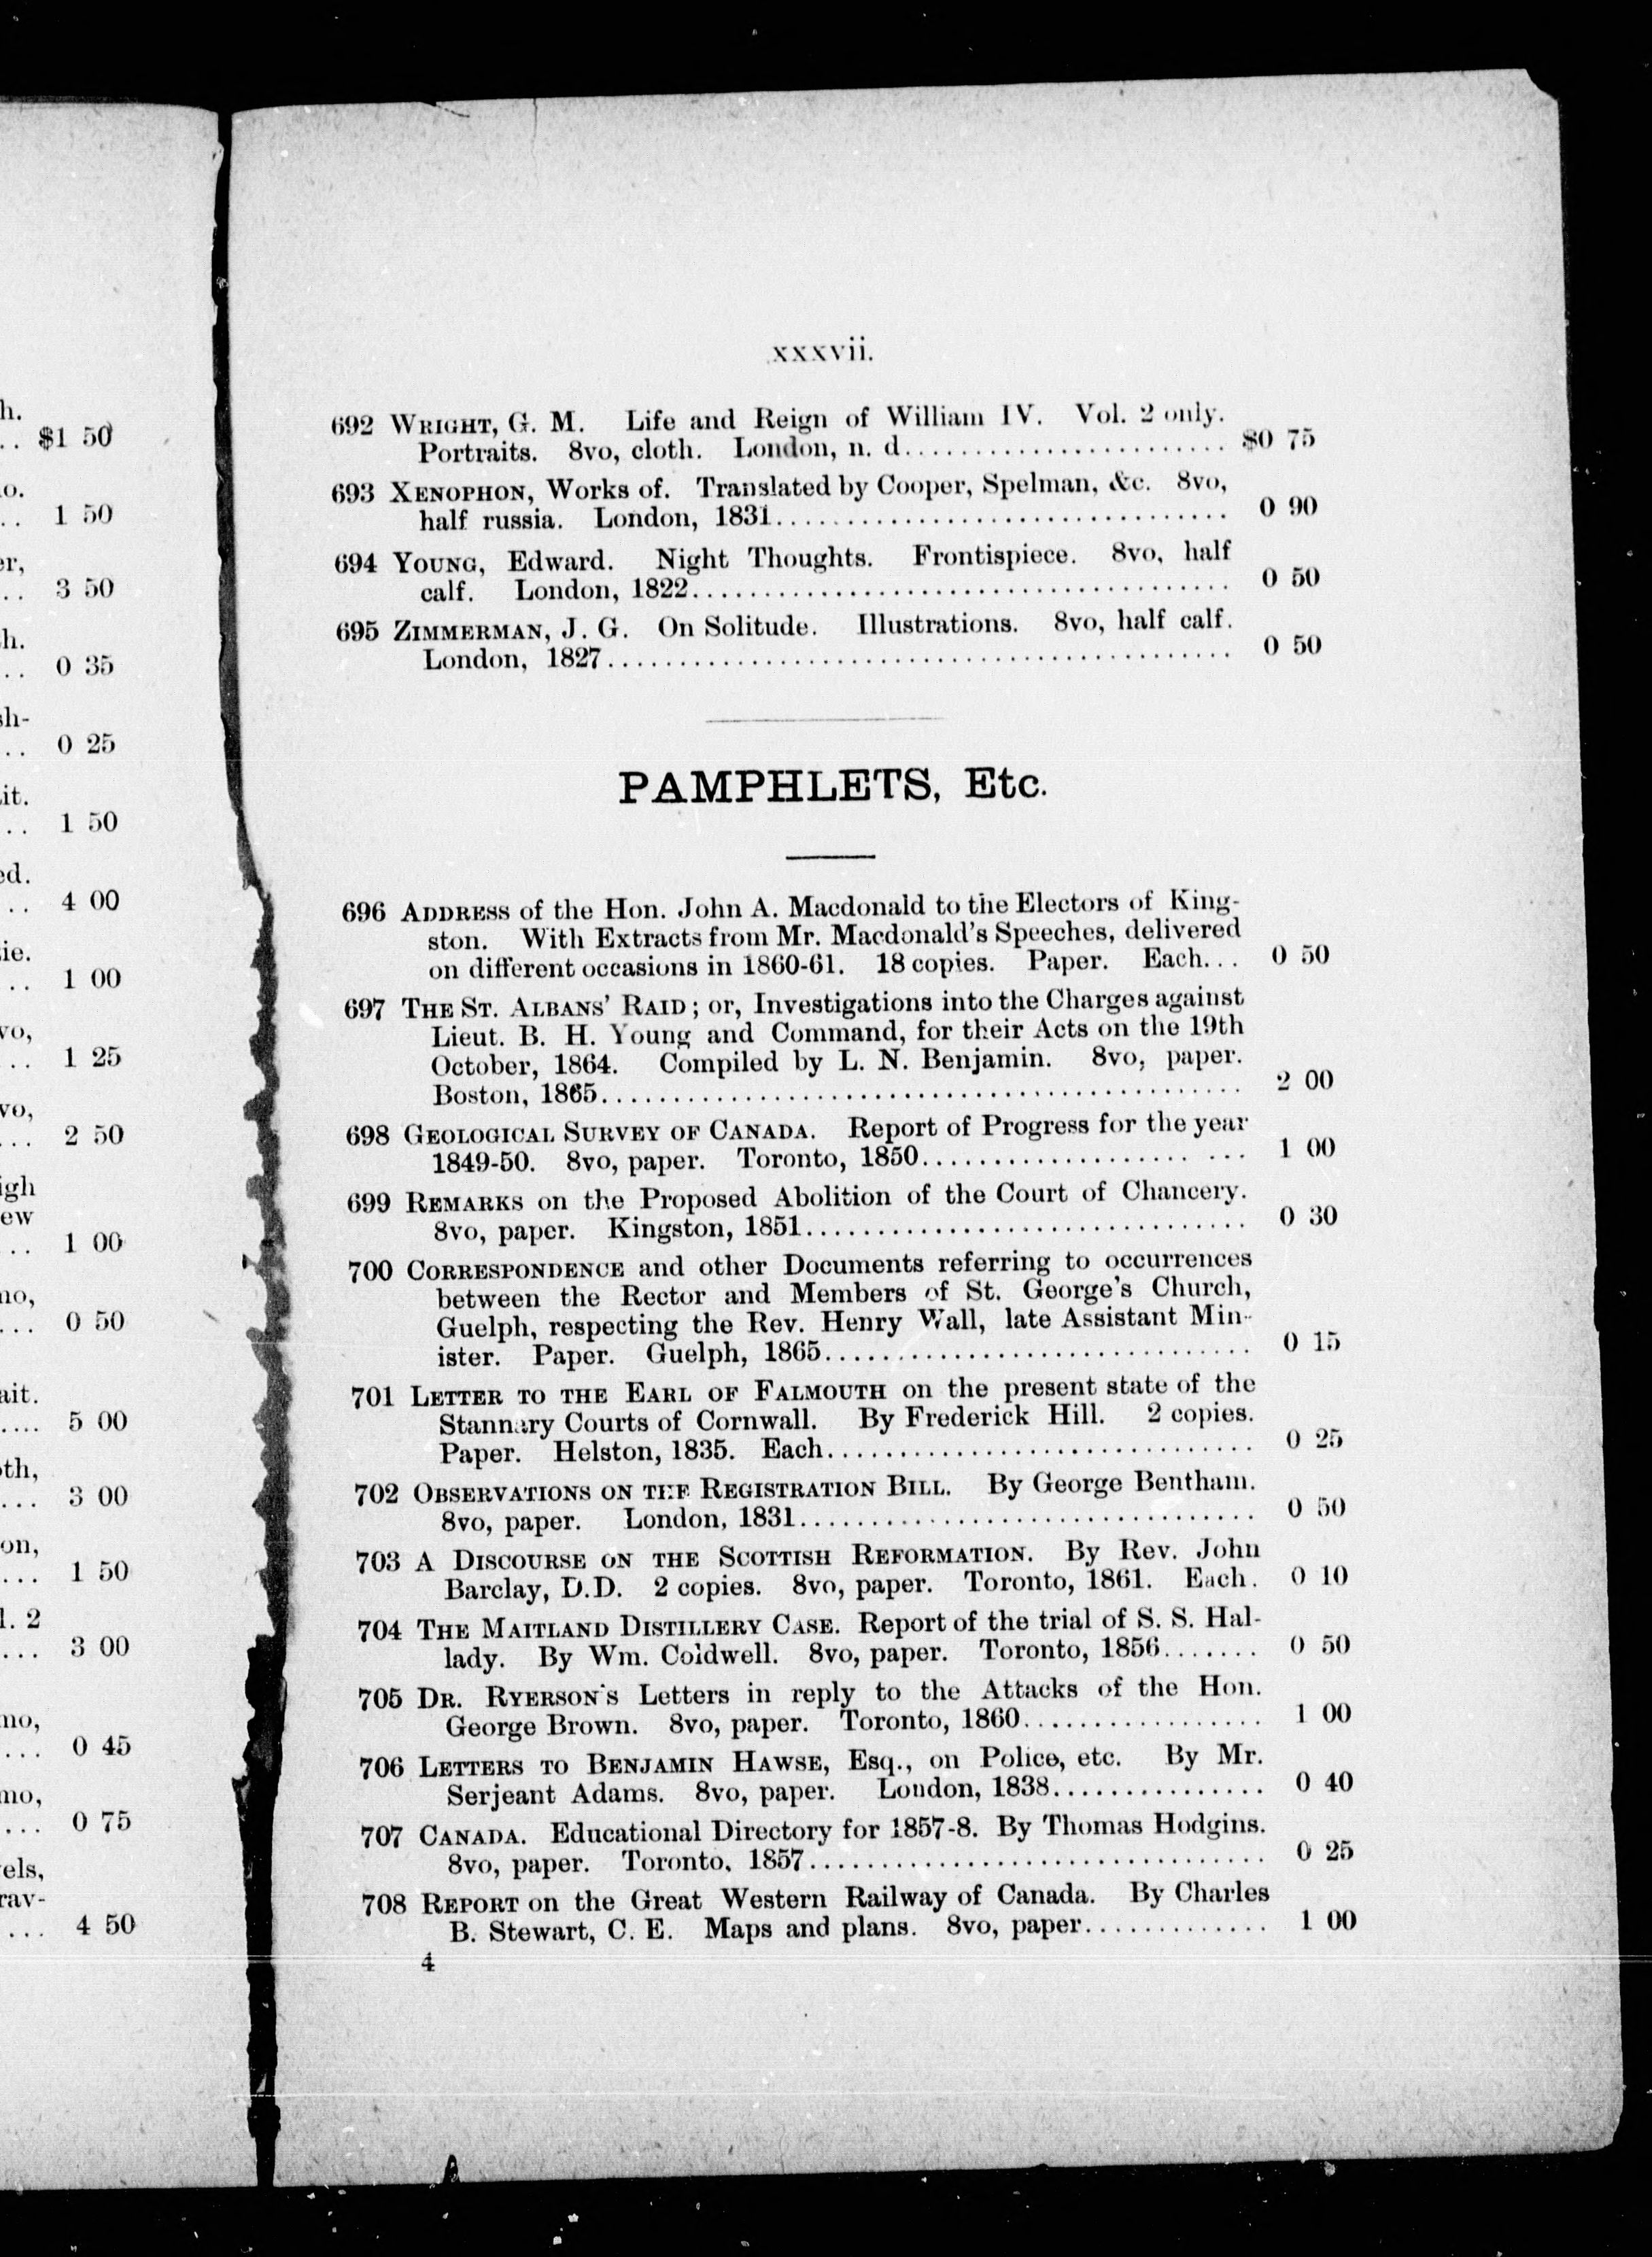 h.
.. $1 50
o.
.. 1 50
er,
.. 3 50
h.
.. 0 35
sh-
.. 0 25
it.
.. 1 50
ed.
.. 4 00
ie.
.. 1 00
vo,
.. 1 25
vo,
... 2 50
igh
ew
.. 1 00
no,
... 0 50
ait.
.... 5 00
oth,
... 3 00
on,
... 1 50
l. 2
... 3 00
mo,
... 0 45
mo,
... 0 75
els,
rav-
... 4 50
xxxvii.
692 WRIGHT, G. M. Life and Reign of William IV. Vol. 2 only.
Portraits. 8vo, cloth. London, n. d....................... $0 75
693 XENOPHON, Works of. Translated by Cooper, Spelman, &c. 8vo,
half russia. London, 1831................................ 0 90
694 YOUNG, Edward. Night Thoughts. Frontispiece. 8vo, half
calf. London, 1822...................................... 0 50
695 ZIMMERMAN, J. G. On Solitude. Illustrations. 8vo, half calf.
London, 1827............................................ 0 50
PAMPHLETS, Etc.
696 ADDRESS of the Hon. John A. Macdonald to the Electors of King-
ston. With Extracts from Mr. Macdonald's Speeches, delivered
on different occasions in 1860-61. 18 copies. Paper. Each... 0 50
697 THE ST. ALBANS' RAID; or, Investigations into the Charges against
Lieut. B. H. Young and Command, for their Acts on the 19th
October, 1864. Compiled by L. N. Benjamin. 8vo, paper.
Boston, 1865............................................. 2 00
698 GEOLOGICAL SURVEY OF CANADA. Report of Progress for the year
1849-50. 8vo, paper. Toronto, 1850................... ... 1 00
699 REMARKS on the Proposed Abolition of the Court of Chancery.
8vo, paper. Kingston, 1851............................... 0 30
700 CORRESPONDENCE and other Documents referring to occurrences
between the Rector and Members of St. George's Church,
Guelph, respecting the Rev. Henry Wall, late Assistant Min-
ister. Paper. Guelph, 1865.............................. 0 15
701 LETTER TO THE EARL OF FALMOUTH on the present state of the
Stannary Courts of Cornwall. By Frederick Hill. 2 copies.
Paper. Helston, 1835. Each.............................. 0 25
702 OBSERVATIONS ON THE REGISTRATION BILL. By George Bentham.
8vo, paper. London, 1831................................ 0 50
703 A DISCOURSE ON THE SCOTTISH REFORMATION. By Rev. John
Barclay, D.D. 2 copies. 8vo, paper. Toronto, 1861. Each. 0 10
704 THE MAITLAND DISTILLERY CASE. Report of the trial of S. S. Hal-
lady. By Wm. Coldwell. 8vo, paper. Toronto, 1856....... 0 50
705 DR. RYERSON'S Letters in reply to the Attacks of the Hon.
George Brown. 8vo, paper. Toronto, 1860................. 1 00
706 LETTERS TO BENJAMIN HAWSE, Esq., on Police, etc. By Mr.
Serjeant Adams. 8vo, paper. London, 1838............... 0 40
707 CANADA. Educational Directory for 1857-8. By Thomas Hodgins.
8vo, paper. Toronto, 1857................................ 0 25
708 REPORT on the Great Western Railway of Canada. By Charles
B. Stewart, C. E. Maps and plans. 8vo, paper............. 1 00
4